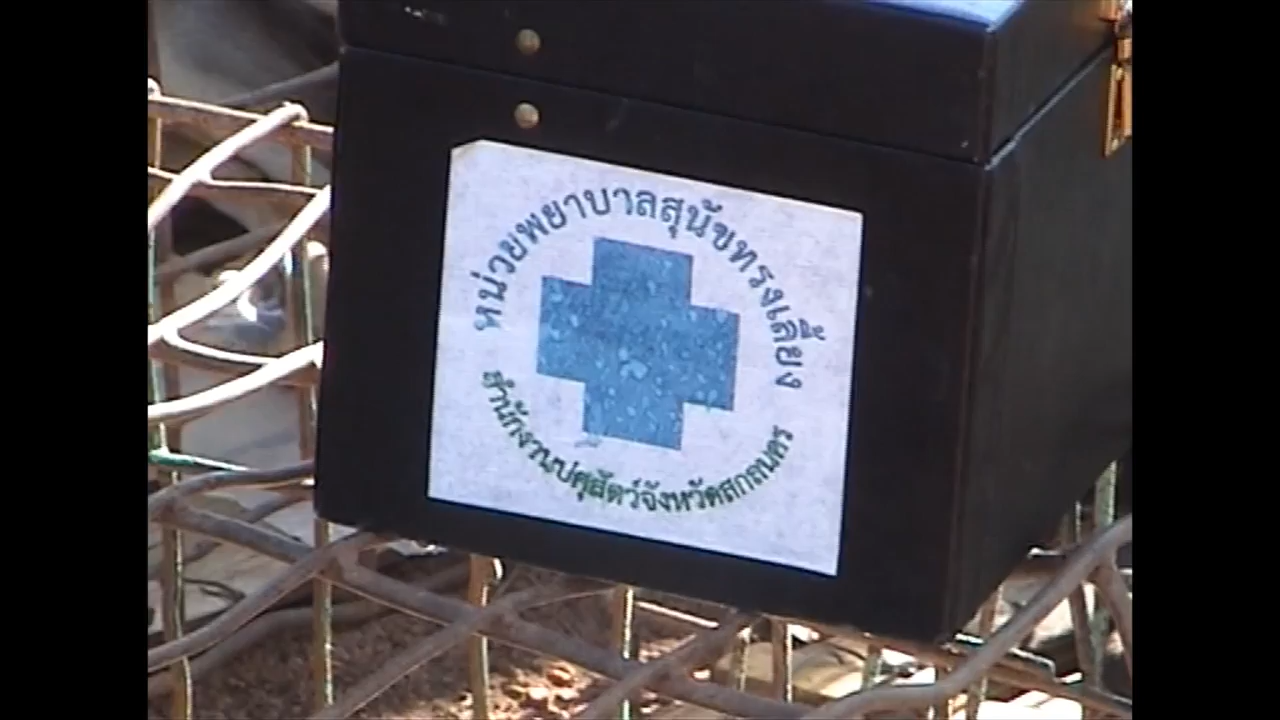 หน่วยพยาบาลสุนัขทรงเลี้ยง
สำนักงานปศุสัตว์จังหวัดสกลนคร